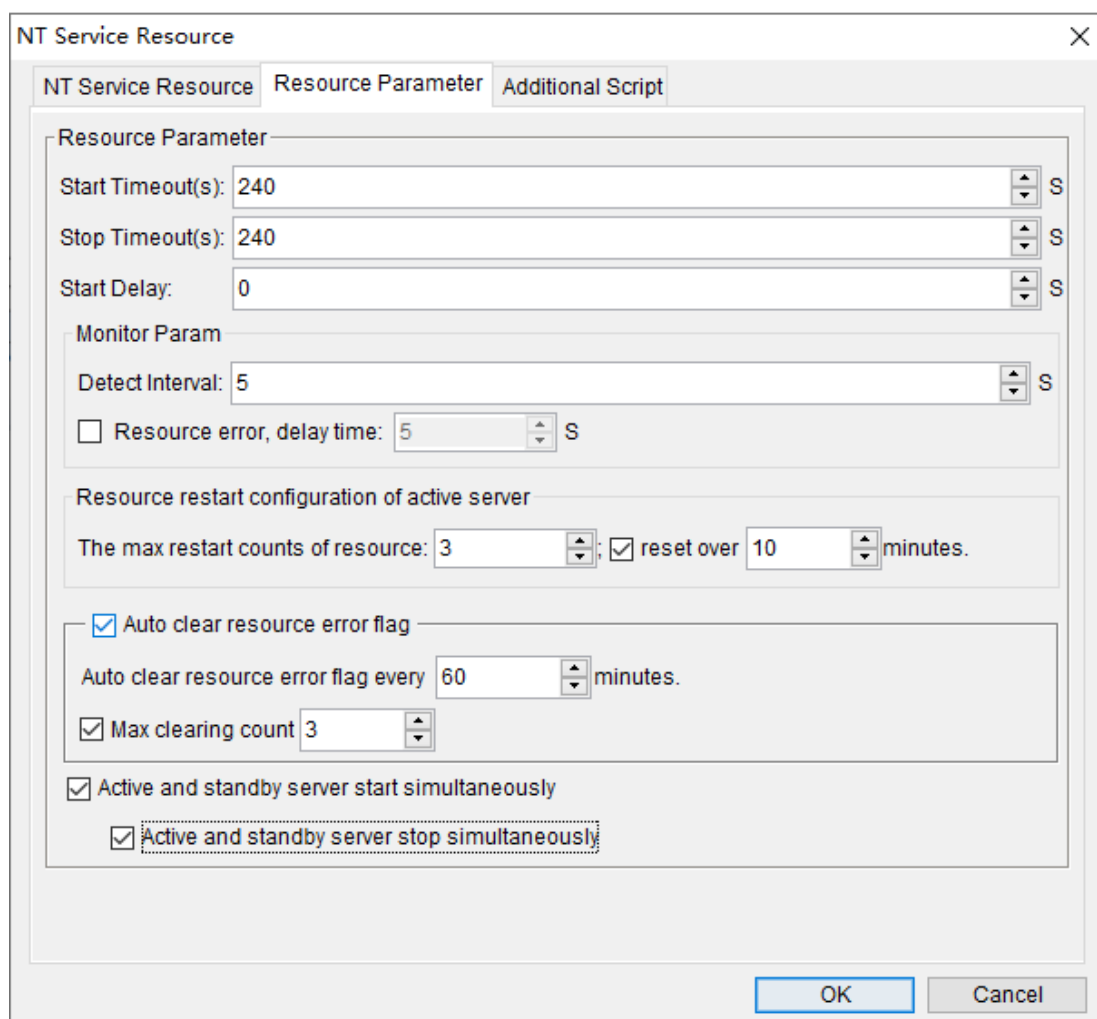 NT Service Resource
NT Service Resource Resource Parameter Additional Script
Resource Parameter
Start Timeout(s): 240 S
Stop Timeout(s): 240 S
Start Delay: 0 S
Monitor Param
Detect Interval: 5 S
Resource error, delay time: 5 S
Resource restart configuration of active server
The max restart counts of resource: 3 ; reset over 10 minutes.
Auto clear resource error flag
Auto clear resource error flag every 60 minutes.
Max clearing count 3
Active and standby server start simultaneously
Active and standby server stop simultaneously
OK Cancel